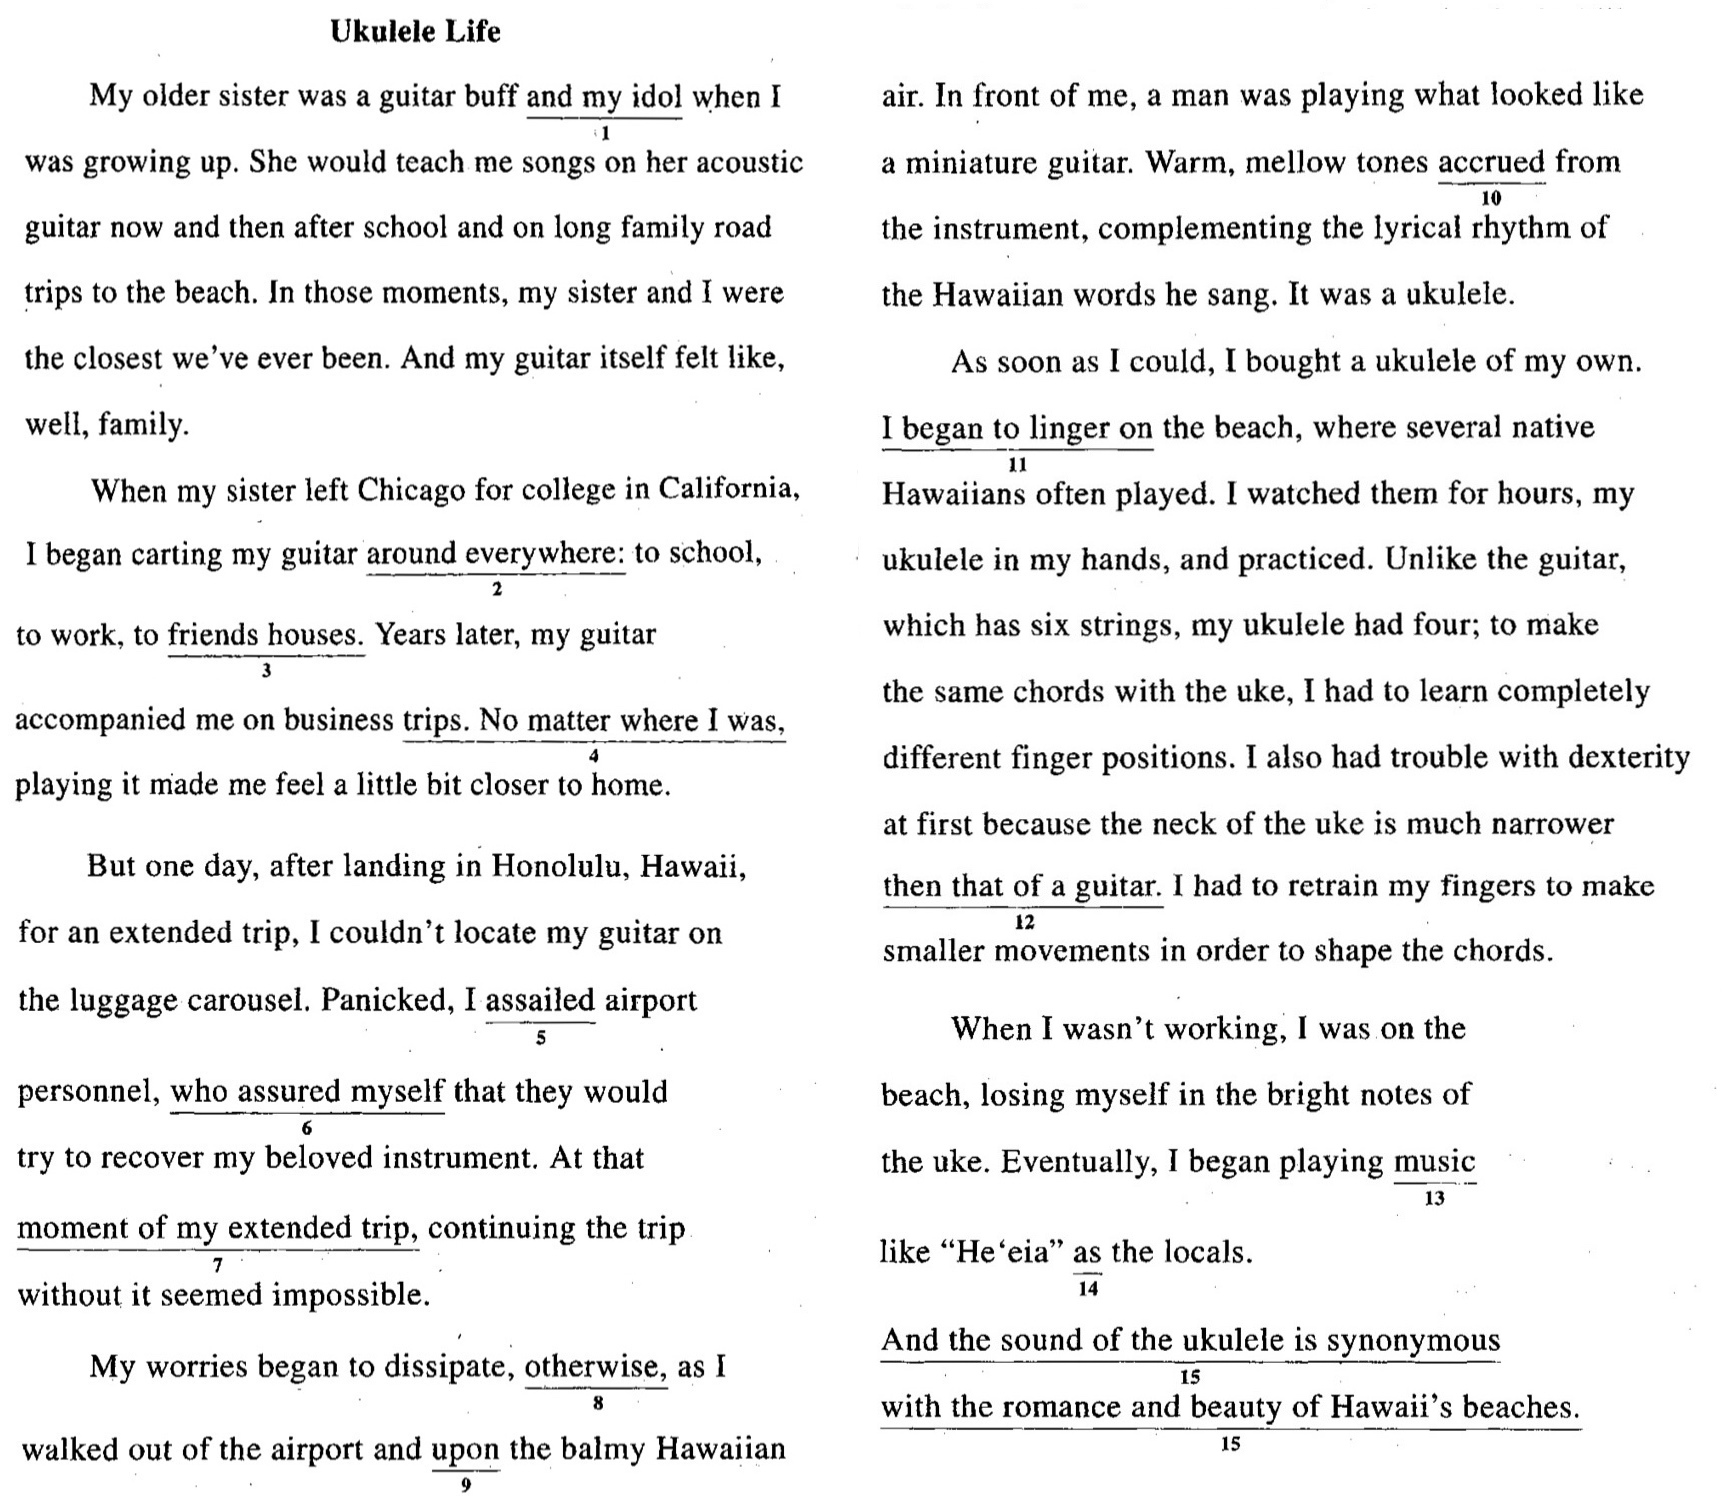 Ukulele Life
My older sister was a guitar buff and my idol when I
1
was growing up. She would teach me songs on her acoustic
guitar now and then after school and on long family road
trips to the beach. In those moments, my sister and I were
the closest we've ever been. And my guitar itself felt like,
well, family.
When my sister left Chicago for college in California,
I began carting my guitar around everywhere: to school,
2
to work, to friends houses. Years later, my guitar
3
accompanied me on business trips. No matter where I was,
4
playing it made me feel a little bit closer to home.
But one day, after landing in Honolulu, Hawaii,
for an extended trip, I couldn't locate my guitar on
the luggage carousel. Panicked, I assailed airport
5
personnel, who assured myself that they would
6
try to recover my beloved instrument. At that
moment of my extended trip, continuing the trip
7
without it seemed impossible.
My worries began to dissipate, otherwise, as I
8
walked out of the airport and upon the balmy Hawaiian
9
air. In front of me, a man was playing what looked like
a miniature guitar. Warm, mellow tones accrued from
10
the instrument, complementing the lyrical rhythm of
the Hawaiian words he sang. It was a ukulele.
As soon as I could, I bought a ukulele of my own.
I began to linger on the beach, where several native
11
Hawaiians often played. I watched them for hours, my
ukulele in my hands, and practiced. Unlike the guitar,
which has six strings, my ukulele had four; to make
the same chords with the uke, I had to learn completely
different finger positions. I also had trouble with dexterity
at first because the neck of the uke is much narrower
then that of a guitar. I had to retrain my fingers to make
12
smaller movements in order to shape the chords.
When I wasn't working, I was on the
beach, losing myself in the bright notes of
the uke. Eventually, I began playing music
13
like "He‘eia" as the locals.
14
And the sound of the ukulele is synonymous
15
with the romance and beauty of Hawaii's beaches.
15